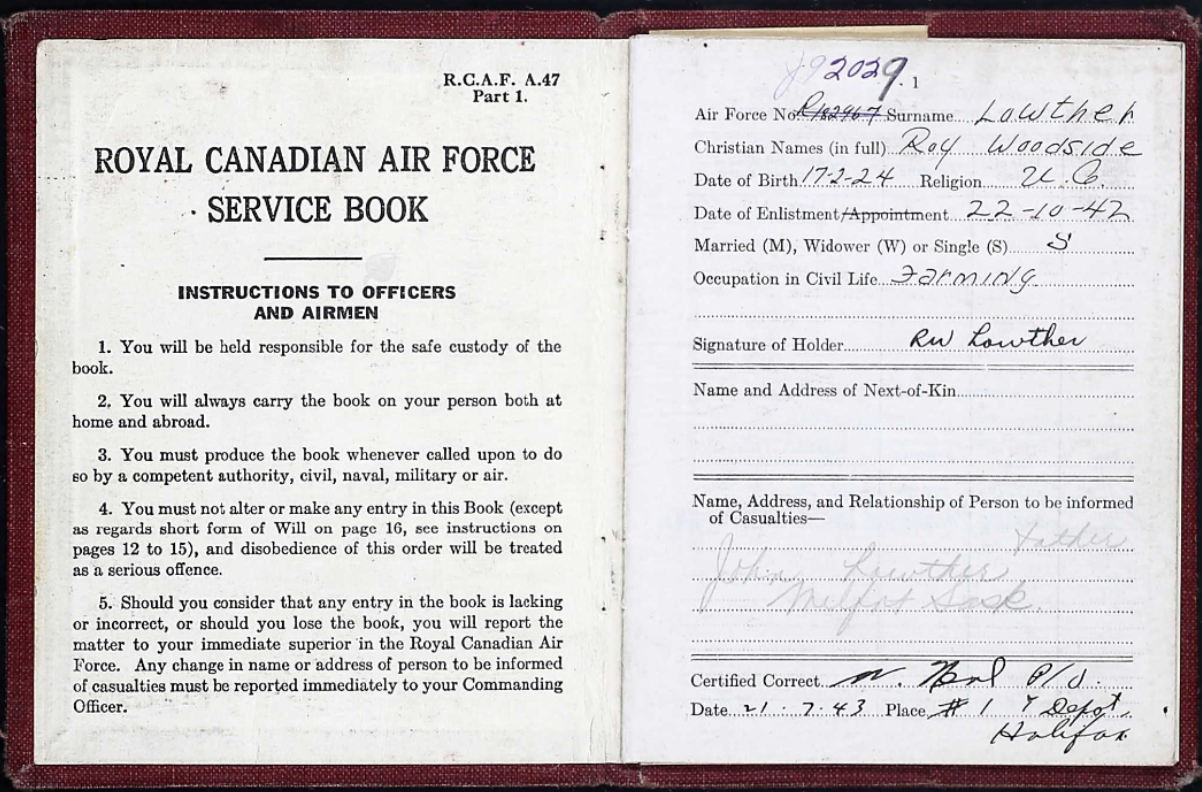 R.C.A.F. A.47
Part 1.
ROYAL CANADIAN AIR FORCE
SERVICE BOOK
INSTRUCTIONS TO OFFICERS
AND AIRMEN
1. You will be held responsible for the safe custody of the
book.
2. You will always carry the book on your person both at
home and abroad.
3. You must produce the book whenever called upon to do
so by a competent authority, civil, naval, military or air.
4. You must not alter or make any entry in this Book (except
as regards short form of Will on page 16, see instructions on
pages 12 to 15), and disobedience of this order will be treated
as a serious offence.
5. Should you consider that any entry in the book is lacking
or incorrect, or should you lose the book, you will report the
matter to your immediate superior in the Royal Canadian Air
Force. Any change in name or address of person to be informed
of casualties must be reported immediately to your Commanding
Officer.
J92029. 1
Air Force No. R182967 Surname Lowther
Christian Names (in full) Roy Woodside
Date of Birth 17-2-24 Religion U.C.
Date of Enlistment/Appointment 22-10-42
Married (M), Widower (W) or Single (S) S
Occupation in Civil Life Farming
Signature of Holder RW Lowther
Name and Address of Next-of-Kin
Name, Address, and Relationship of Person to be informed
of Casualties—
Father
John Lowther
Melfort Sask.
Certified Correct P/O.
Date 21.7.43 Place #1 Y Depot
Halifax